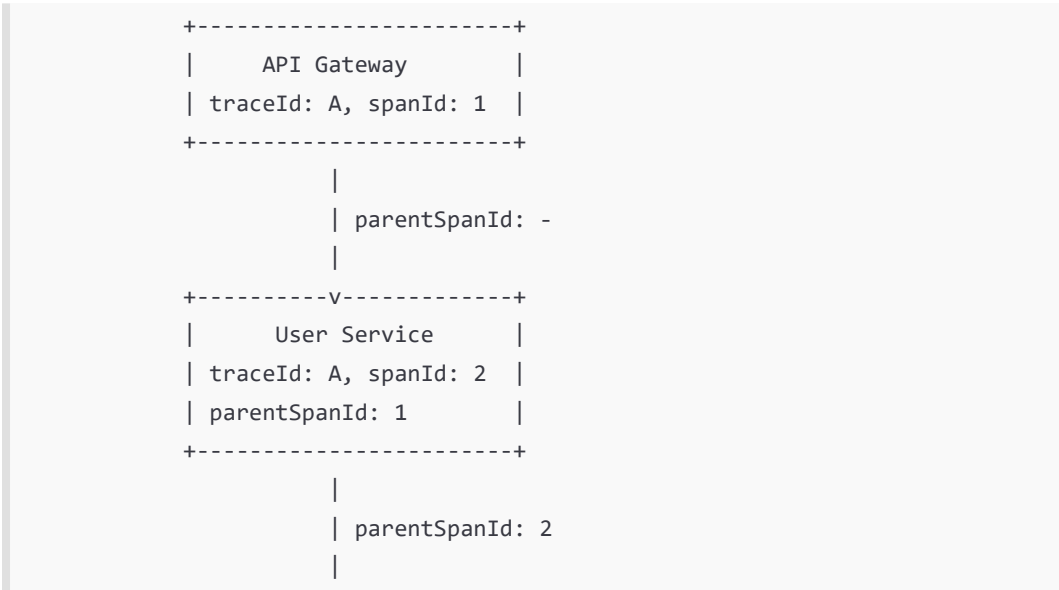 +-------------------------+
|      API Gateway        |
| traceId: A, spanId: 1  |
+-------------------------+
|
| parentSpanId: -
|
+----------v-------------+
|      User Service      |
| traceId: A, spanId: 2  |
| parentSpanId: 1        |
+-------------------------+
|
| parentSpanId: 2
|